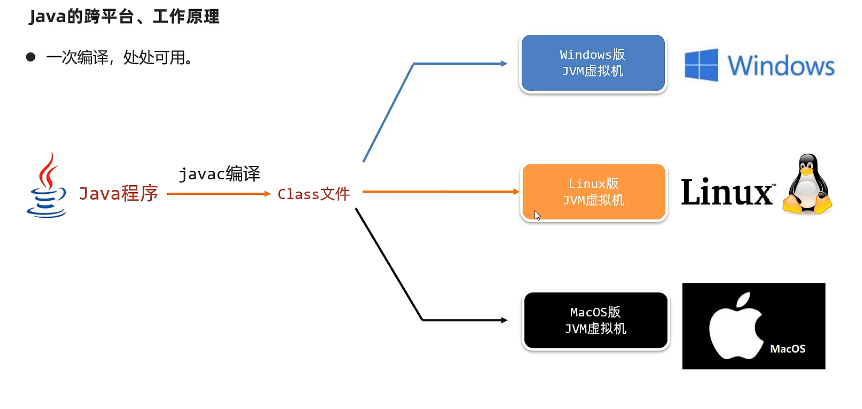 Java的跨平台、工作原理
一次编译，处处可用。
Windows版
JVM虚拟机
Windows
javac编译
Java程序
Class文件
Linux版
JVM虚拟机
Linux™
MacOS版
JVM虚拟机
MacOS